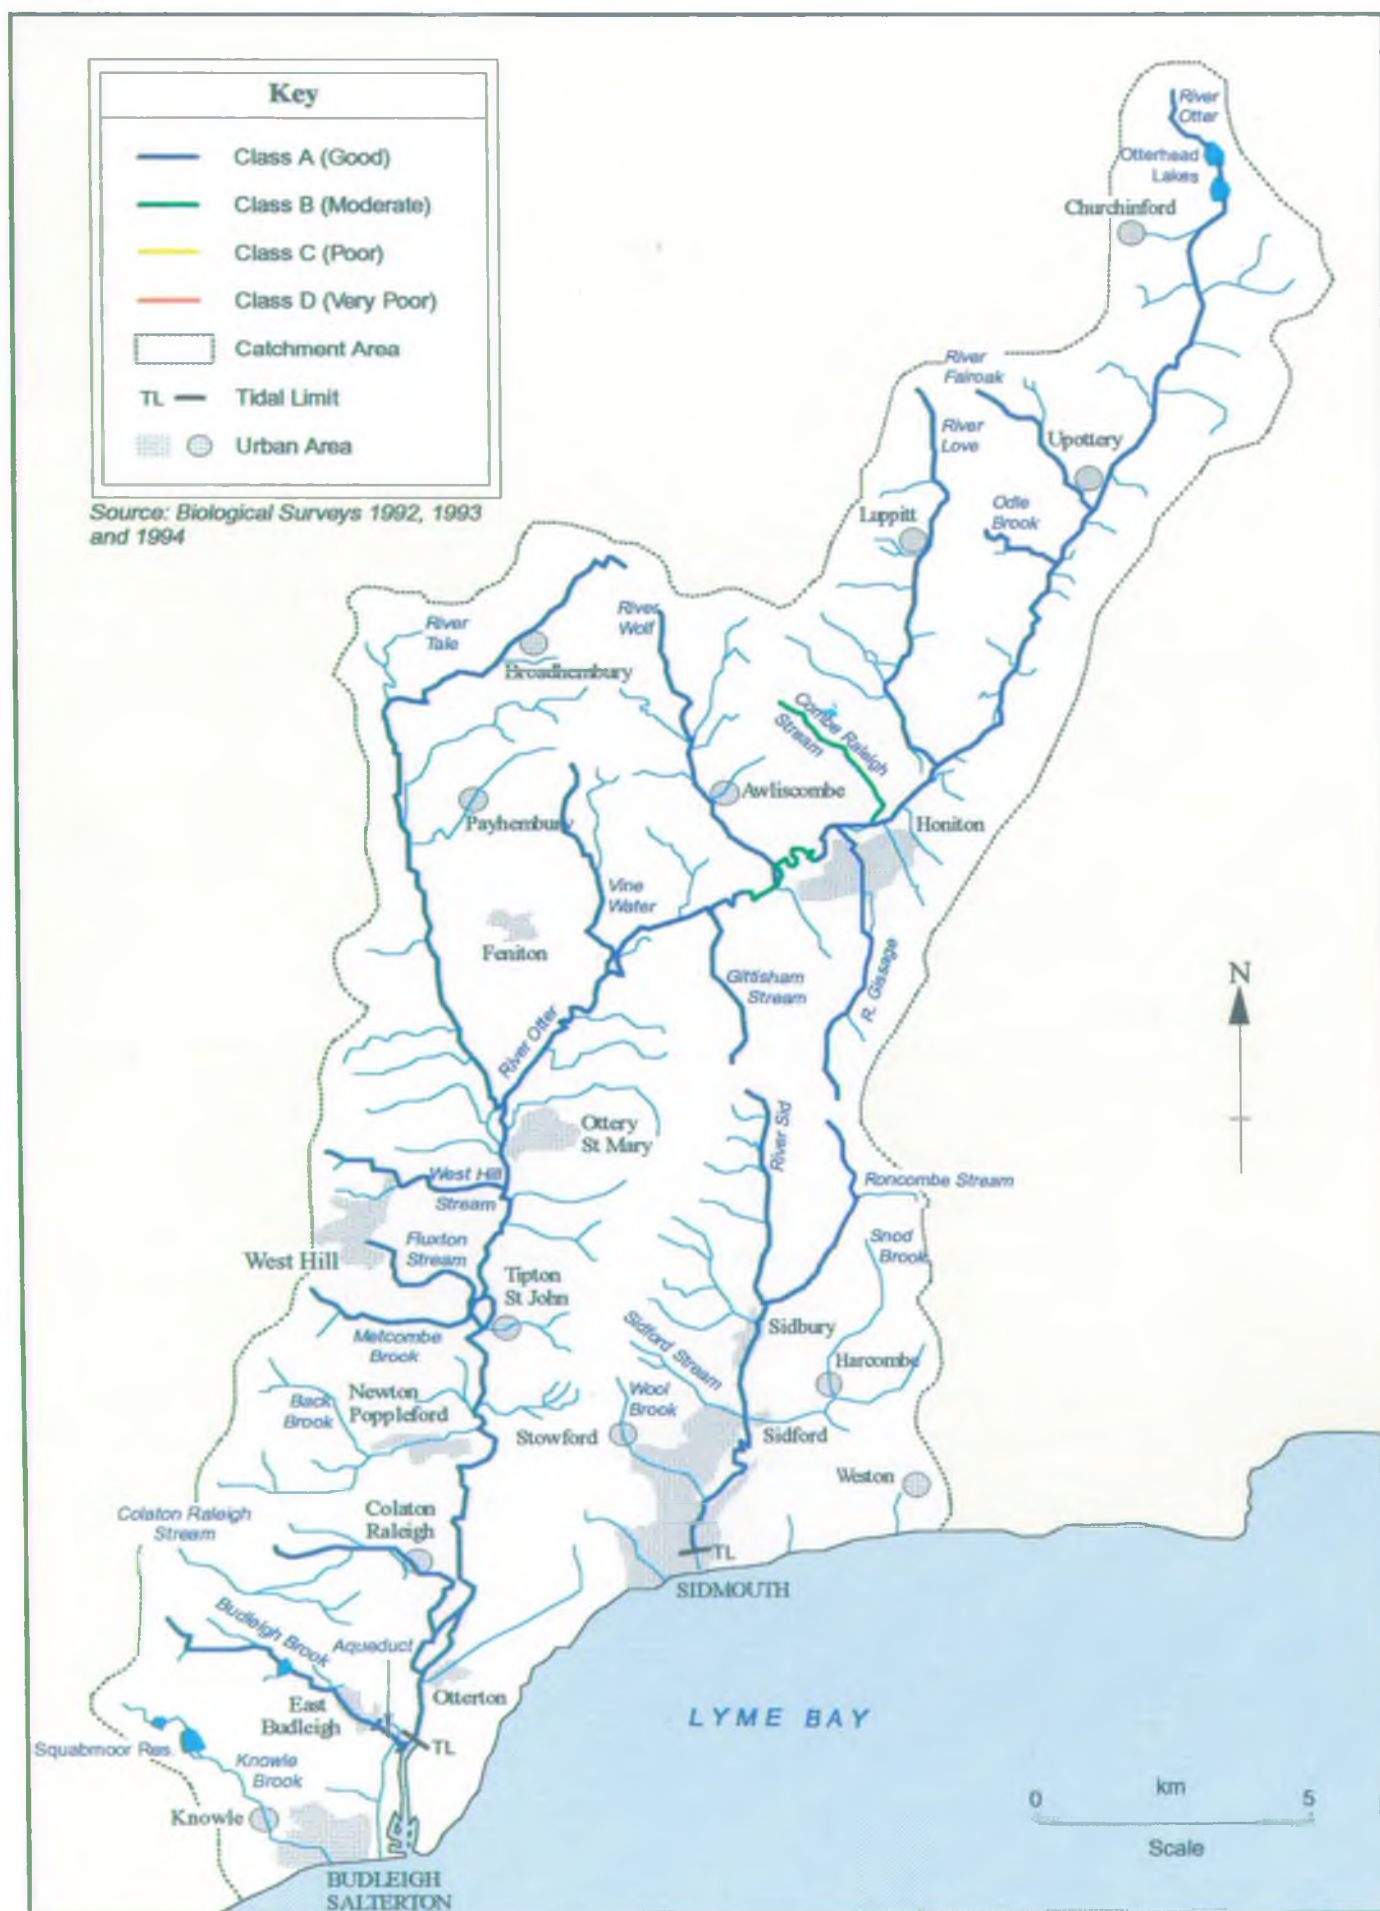 Key
Class A (Good)
Class B (Moderate)
Class C (Poor)
Class D (Very Poor)
Catchment Area
TL
Tidal Limit
Urban Area
Source: Biological Surveys 1992, 1993
and 1994
River
Otter
Otterhead
Lakes
Churchinford
River
Fairoak
River
Love
Upottery
Odle
Brook
Luppitt
River
Tale
Broadhembury
River
Wolf
Combe Raleigh
Stream
Awliscombe
Honiton
Payhembury
Vine
Water
Feniton
Gittisham
Stream
R. Gissage
River Otter
Ottery
St Mary
River Sid
West Hill
Stream
Roncombe Stream
Snod
Brook
West Hill
Fluxton
Stream
Tipton
St John
Metcombe
Brook
Sidbury
Sidford Stream
Harcombe
Wool
Brook
Back
Brook
Newton
Poppleford
Stowford
Sidford
Weston
Colaton Raleigh
Stream
Colaton
Raleigh
TL
SIDMOUTH
Budleigh Brook
Aqueduct
East
Budleigh
Otterton
TL
LYME BAY
Squabmoor Res.
Knowle
Brook
Knowle
BUDLEIGH
SALTERTON
N
km
0 5
Scale